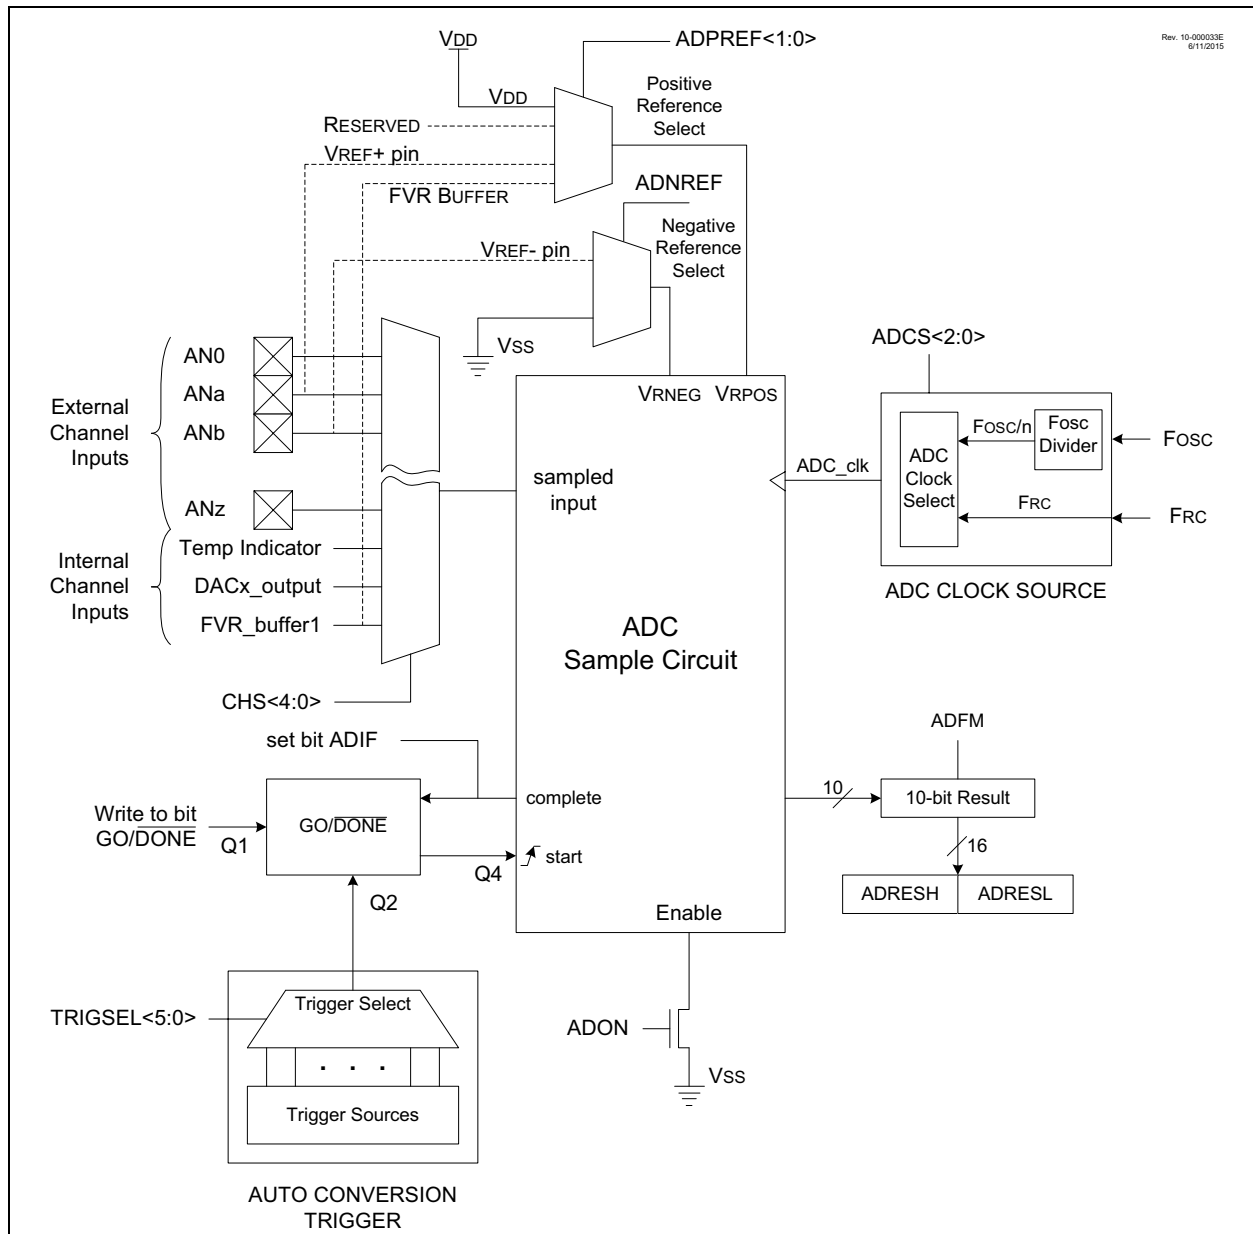 Rev. 10-000033E
6/11/2015
VDD
ADPREF<1:0>
VDD
Positive
Reference
Select
RESERVED
VREF+ pin
FVR BUFFER
ADNREF
Negative
Reference
Select
VREF- pin
VSS
External
Channel
Inputs
AN0
ANa
ANb
ANz
Internal
Channel
Inputs
Temp Indicator
DACx_output
FVR_buffer1
CHS<4:0>
VRNEG VRPOS
sampled
input
ADC
Sample Circuit
ADCS<2:0>
ADC_clk
ADC
Clock
Select
FOSC/n
Fosc
Divider
FOSC
FRC
FRC
ADC CLOCK SOURCE
set bit ADIF
Write to bit
GO/DONE
Q1
GO/DONE
complete
start
Q4
Q2
Enable
ADFM
10
10-bit Result
16
ADRESH
ADRESL
TRIGSEL<5:0>
Trigger Select
. . .
Trigger Sources
AUTO CONVERSION
TRIGGER
ADON
VSS